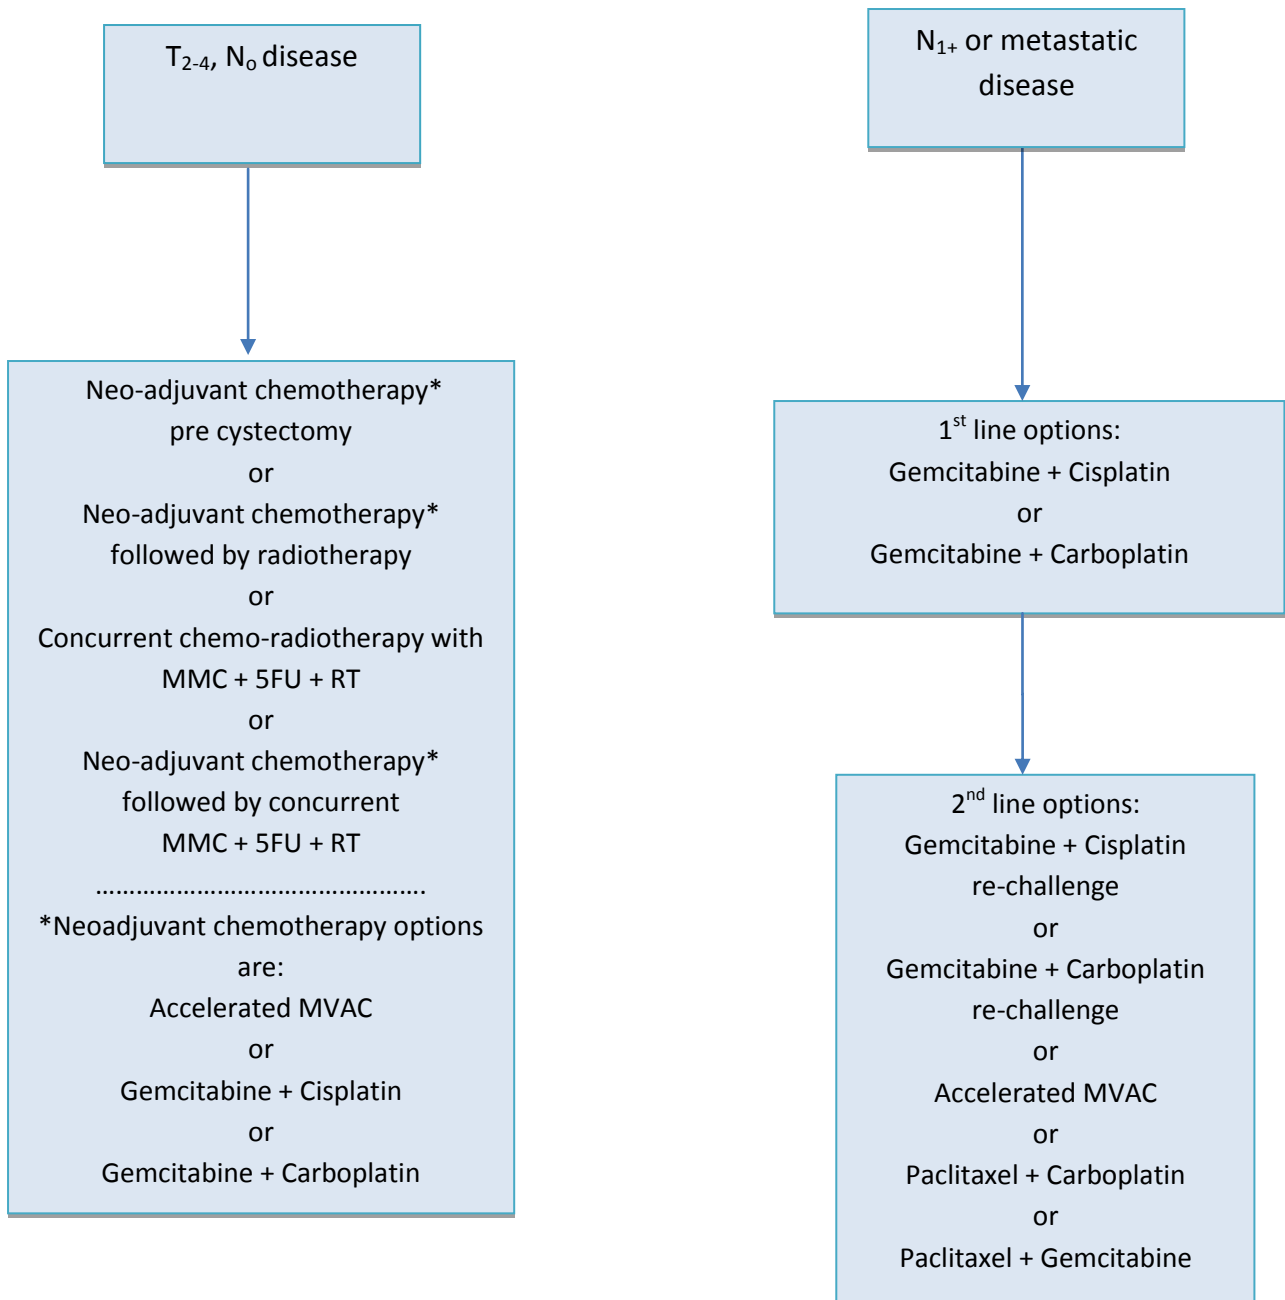 T2-4, No disease
Neo-adjuvant chemotherapy*
pre cystectomy
or
Neo-adjuvant chemotherapy*
followed by radiotherapy
or
Concurrent chemo-radiotherapy with
MMC + 5FU + RT
or
Neo-adjuvant chemotherapy*
followed by concurrent
MMC + 5FU + RT
…………………………………………….
*Neoadjuvant chemotherapy options
are:
Accelerated MVAC
or
Gemcitabine + Cisplatin
or
Gemcitabine + Carboplatin
N1+ or metastatic
disease
1st line options:
Gemcitabine + Cisplatin
or
Gemcitabine + Carboplatin
2nd line options:
Gemcitabine + Cisplatin
re-challenge
or
Gemcitabine + Carboplatin
re-challenge
or
Accelerated MVAC
or
Paclitaxel + Carboplatin
or
Paclitaxel + Gemcitabine